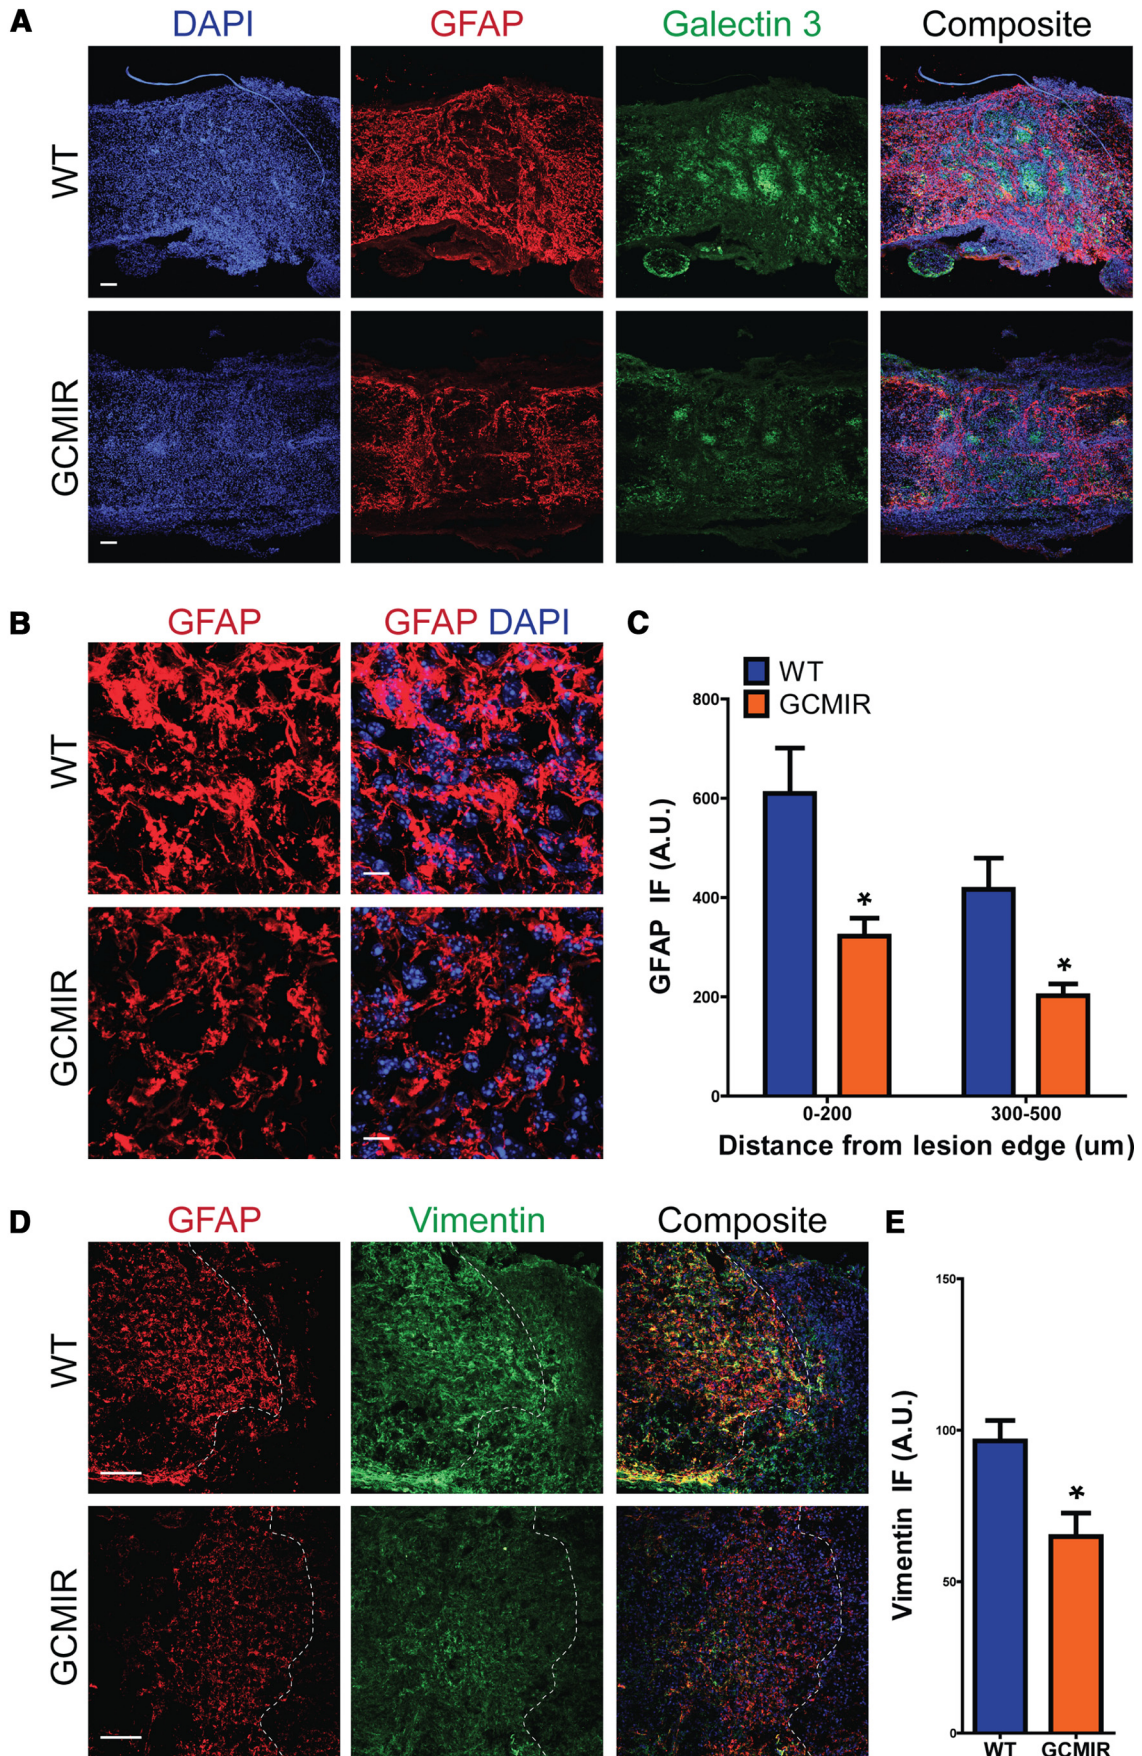 A
DAPI GFAP Galectin 3 Composite
WT
GCMIR
B
GFAP GFAP DAPI
WT
GCMIR
C
WT
GCMIR
800
600
400
200
0
GFAP IF (A.U.)
*
*
0-200 300-500
Distance from lesion edge (um)
D
GFAP Vimentin Composite
WT
GCMIR
E
150
100
50
0
Vimentin IF (A.U.)
*
WT GCMIR